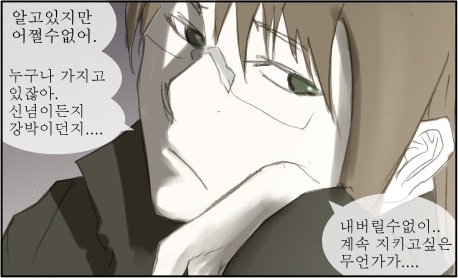 알고있지만
어쩔수없어.
누구나 가지고
있잖아.
신념이든지
강박이던지....
내버릴수없이..
계속 지키고싶은
무언가가....